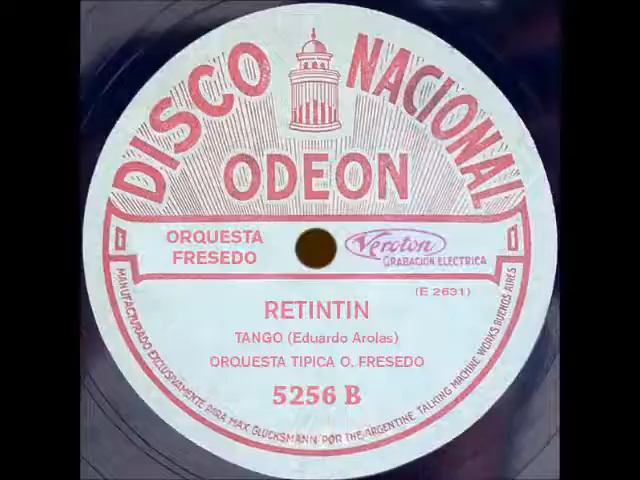 DISCO NACIONAL
ODEON
ORQUESTA
FRESEDO
Veroton
GRABACION ELECTRICA
(E 2631)
RETINTIN
TANGO (Eduardo Arolas)
ORQUESTA TIPICA O. FRESEDO
5256 B
MANUFACTURADO EXCLUSIVAMENTE PARA MAX GLÜCKSMANN POR THE ARGENTINE TALKING MACHINE WORKS BUENOS AIRES